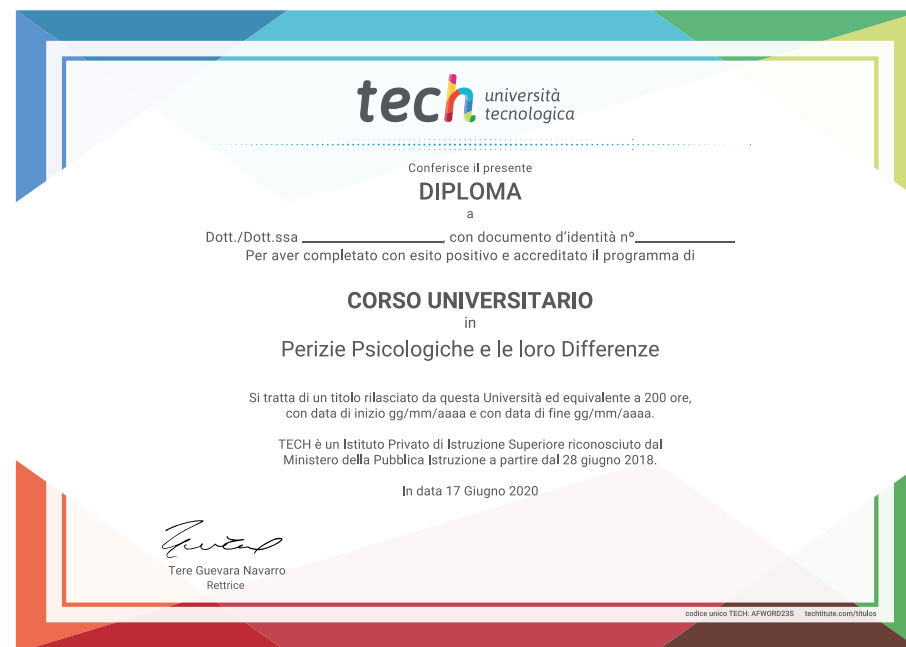 tech università
tecnologica
Conferisce il presente
DIPLOMA
a
Dott./Dott.ssa ____________________, con documento d'identità nº______________
Per aver completato con esito positivo e accreditato il programma di
CORSO UNIVERSITARIO
in
Perizie Psicologiche e le loro Differenze
Si tratta di un titolo rilasciato da questa Università ed equivalente a 200 ore,
con data di inizio gg/mm/aaaa e con data di fine gg/mm/aaaa.
TECH è un Istituto Privato di Istruzione Superiore riconosciuto dal
Ministero della Pubblica Istruzione a partire dal 28 giugno 2018.
In data 17 Giugno 2020
Tere Guevara Navarro
Rettrice
codice unico TECH: AFWORD23S techtitute.com/titulos